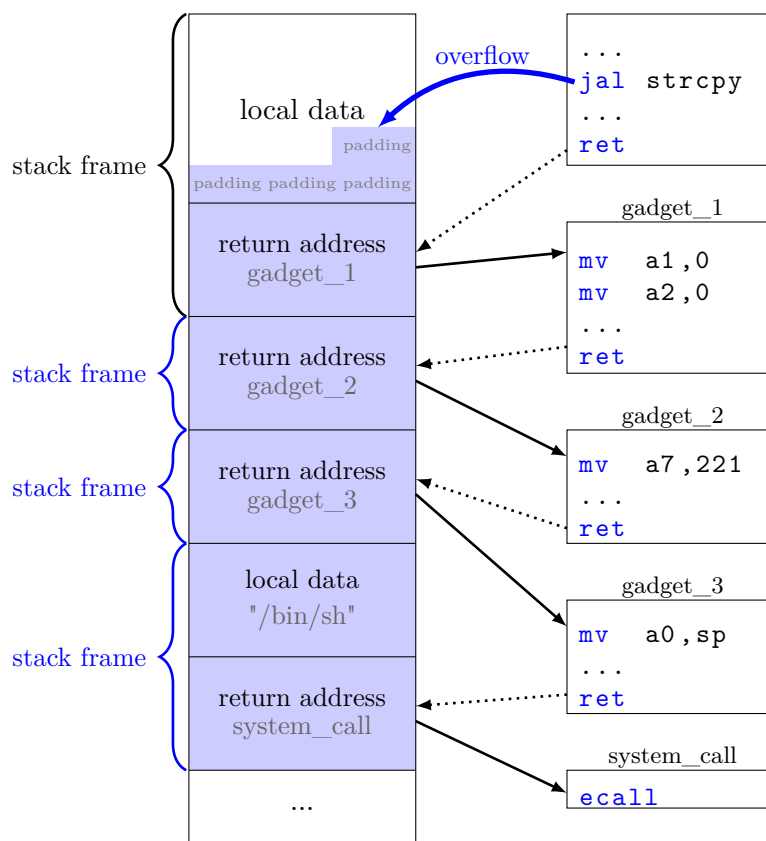 overflow
...
jal strcpy
...
ret
local data
padding
padding padding padding
stack frame
return address
gadget_1
gadget_1
mv a1,0
mv a2,0
...
ret
stack frame
return address
gadget_2
gadget_2
mv a7,221
...
ret
stack frame
return address
gadget_3
gadget_3
mv a0,sp
...
ret
local data
"/bin/sh"
stack frame
return address
system_call
system_call
ecall
...